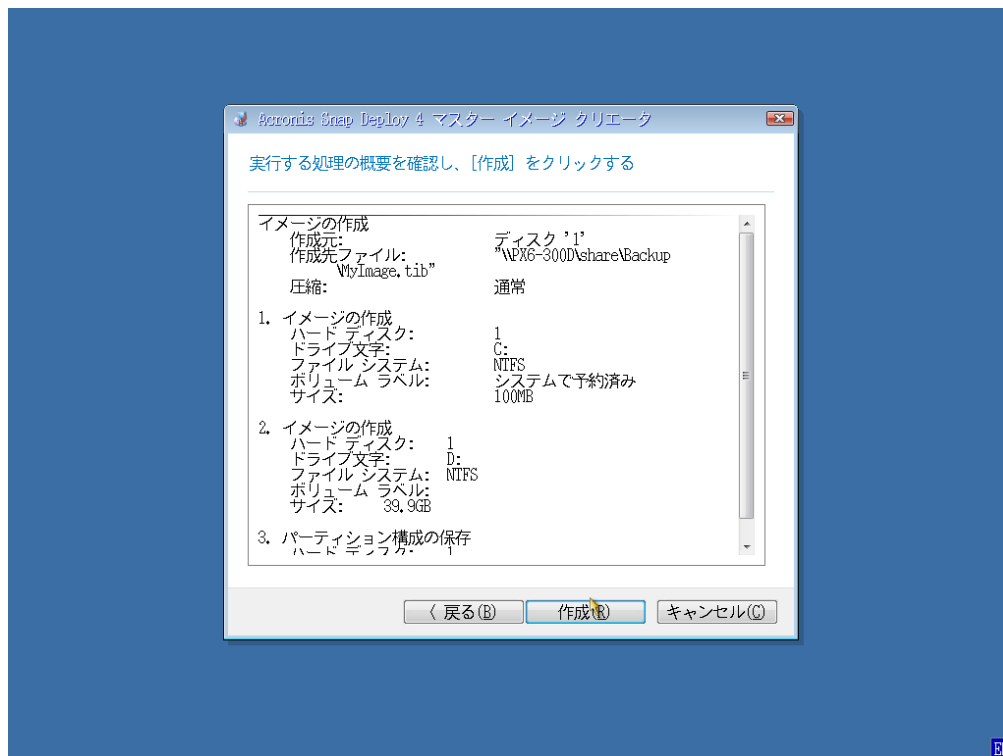 Acronis Snap Deploy 4 マスター イメージ クリエータ
実行する処理の概要を確認し、[作成] をクリックする
イメージの作成
作成元: ディスク '1'
作成先ファイル: "\\PX6-300D\share\Backup
\MyImage.tib"
圧縮: 通常
1. イメージの作成
ハード ディスク: 1
ドライブ文字: C:
ファイル システム: NTFS
ボリューム ラベル: システムで予約済み
サイズ: 100MB
2. イメージの作成
ハード ディスク: 1
ドライブ文字: D:
ファイル システム: NTFS
ボリューム ラベル:
サイズ: 39.9GB
3. パーティション構成の保存
ハード ディスク: 1
〈 戻る(B) 作成(R) キャンセル(C)
E